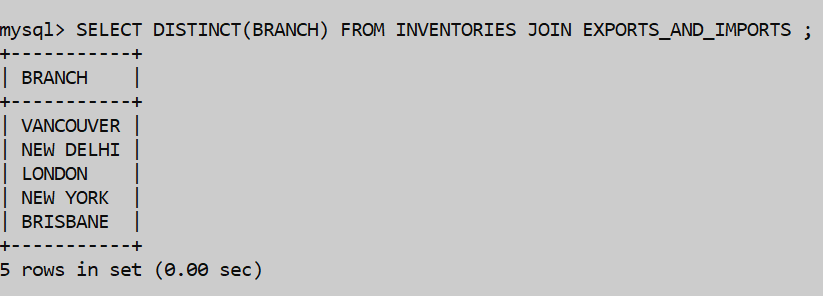 mysql> SELECT DISTINCT(BRANCH) FROM INVENTORIES JOIN EXPORTS_AND_IMPORTS ;
+-----------+
| BRANCH    |
+-----------+
| VANCOUVER |
| NEW DELHI |
| LONDON    |
| NEW YORK  |
| BRISBANE  |
+-----------+
5 rows in set (0.00 sec)